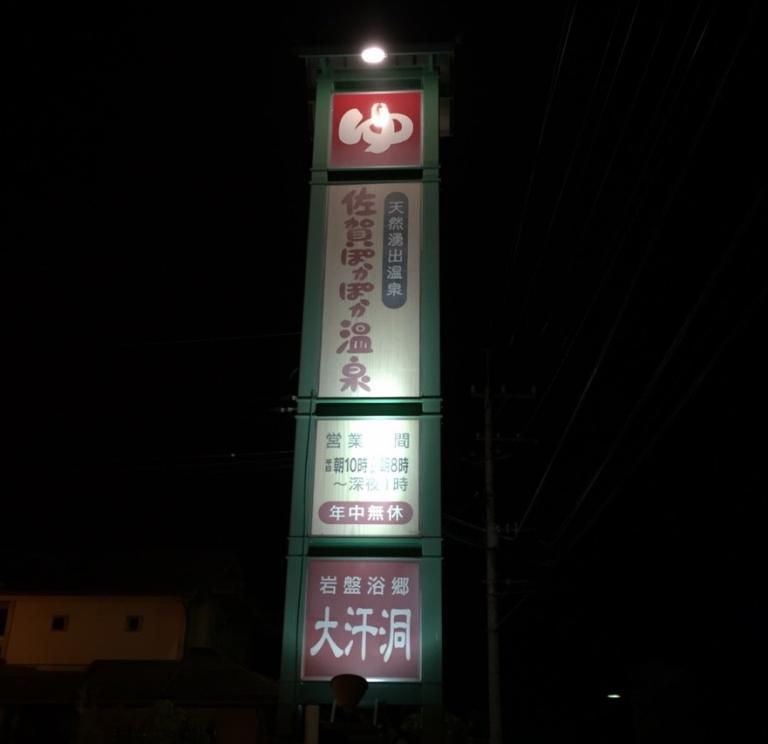 ゆ
天然湧出温泉
佐賀ぽかぽか温泉
営業 間
平日朝10時 朝8時
～深夜1時
年中無休
岩盤浴郷
大汗洞